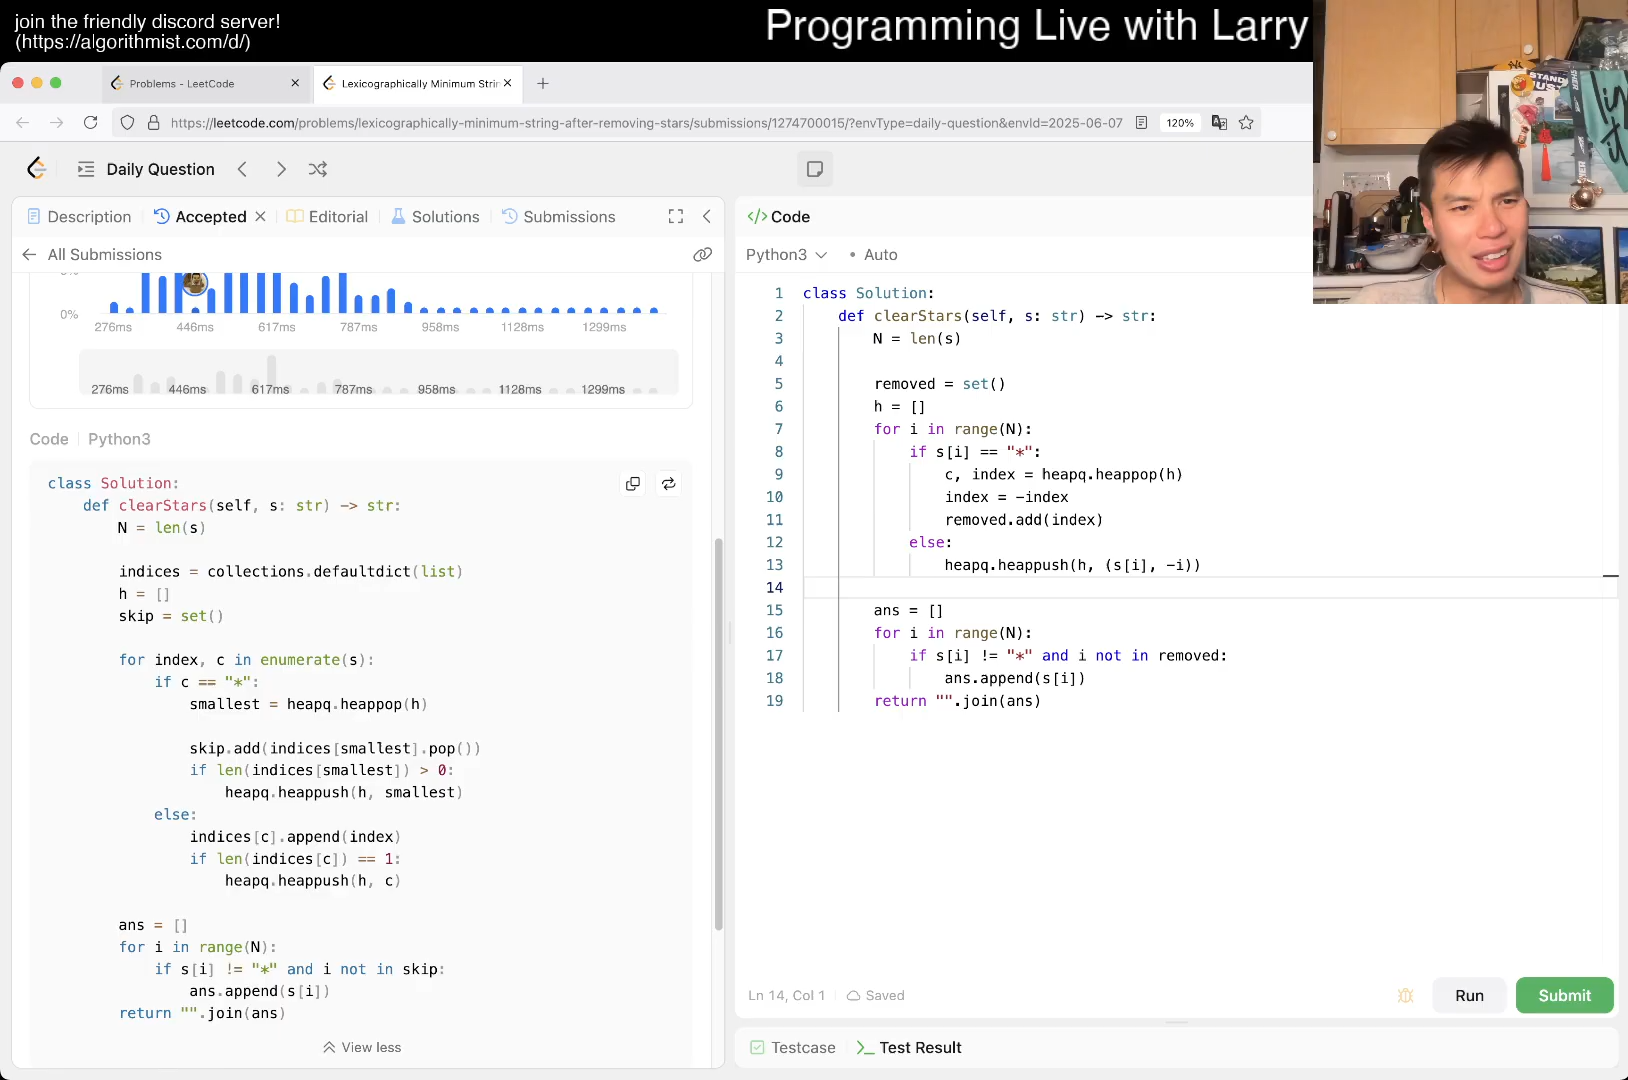 join the friendly discord server!
(https://algorithmist.com/d/)
Programming Live with Larry
Problems - LeetCode
Lexicographically Minimum Strin
https://leetcode.com/problems/lexicographically-minimum-string-after-removing-stars/submissions/1274700015/?envType=daily-question&envId=2025-06-07
120%
Daily Question
Description
Accepted
Editorial
Solutions
Submissions
All Submissions
0%
276ms 446ms 617ms 787ms 958ms 1128ms 1299ms
276ms 446ms 617ms 787ms 958ms 1128ms 1299ms
Code
Python3
class Solution:
def clearStars(self, s: str) -> str:
N = len(s)
indices = collections.defaultdict(list)
h = []
skip = set()
for index, c in enumerate(s):
if c == "*":
smallest = heapq.heappop(h)
skip.add(indices[smallest].pop())
if len(indices[smallest]) > 0:
heapq.heappush(h, smallest)
else:
indices[c].append(index)
if len(indices[c]) == 1:
heapq.heappush(h, c)
ans = []
for i in range(N):
if s[i] != "*" and i not in skip:
ans.append(s[i])
return "".join(ans)
View less
</> Code
Python3 • Auto
1 class Solution:
2 def clearStars(self, s: str) -> str:
3 N = len(s)
4
5 removed = set()
6 h = []
7 for i in range(N):
8 if s[i] == "*":
9 c, index = heapq.heappop(h)
10 index = -index
11 removed.add(index)
12 else:
13 heapq.heappush(h, (s[i], -i))
14
15 ans = []
16 for i in range(N):
17 if s[i] != "*" and i not in removed:
18 ans.append(s[i])
19 return "".join(ans)
Ln 14, Col 1
Saved
Run
Submit
Testcase
Test Result
STAND